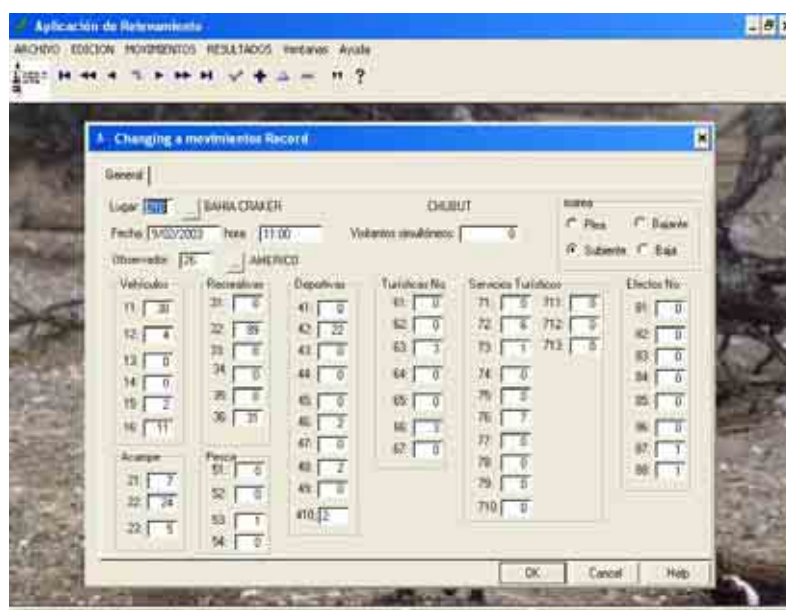 Aplicación de Relevamiento
ARCHIVO EDICION MOVIMIENTOS RESULTADOS Ventanas Ayuda
Changing a movimientos Record
General
Lugar BAHIA CRAKER CHUBUT
marea
Plea Bajante
Fecha 9/02/2003 hora 11:00 Visitantes simultáneos: 0
Subiente Baja
Observador: 26 AMERICO
Vehículos Recreativas Deportivas Turísticas No Servicios Turísticos Efectos No
11: 30 31: 0 41: 0 61: 0 71: 0 711: 0 81: 0
12: 4 32: 89 42: 22 62: 0 72: 6 712: 0 82: 0
13: 0 33: 0 43: 0 63: 3 73: 1 713: 0 83: 0
14: 0 34: 0 44: 0 64: 0 74: 0 84: 0
15: 2 35: 0 45: 0 65: 0 75: 0 85: 0
16: 11 36: 31 46: 2 66: 76: 7 86: 0
47: 0 67: 0 77: 0 87: 1
Acampe Pesca
21: 7 51: 0 48: 2 78: 0 88: 1
22: 24 52: 0 49: 0 79: 0
23: 5 53: 1 410: 2 710: 0
54: 0
OK Cancel Help